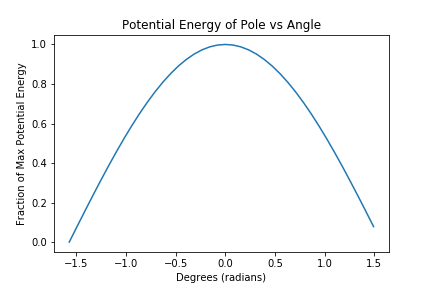 Potential Energy of Pole vs Angle
Fraction of Max Potential Energy
1.0
0.8
0.6
0.4
0.2
0.0
−1.5 −1.0 −0.5 0.0 0.5 1.0 1.5
Degrees (radians)